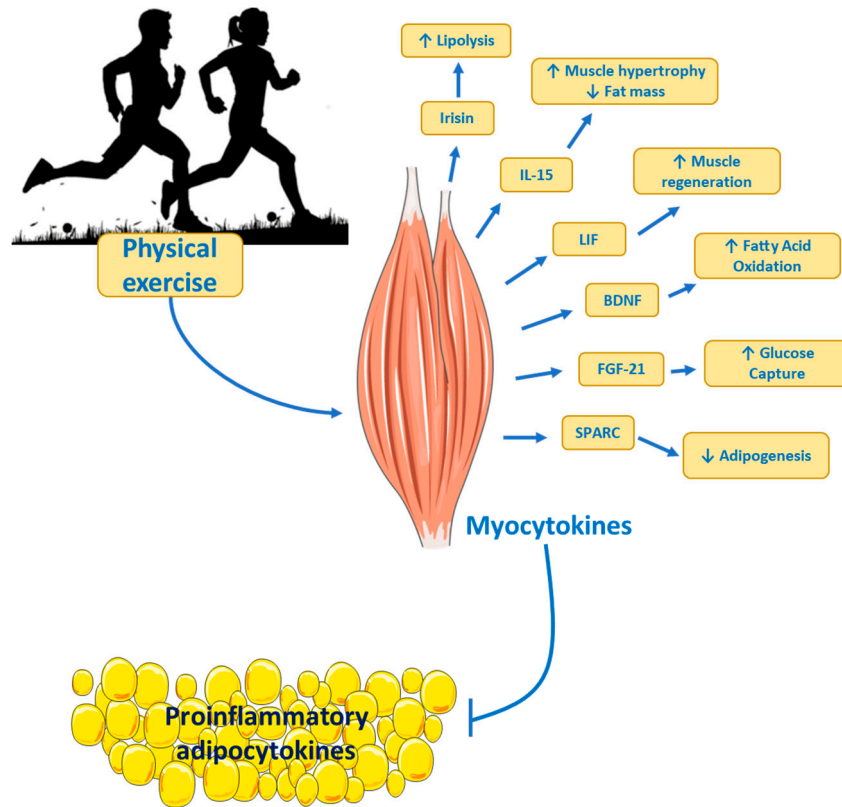 ↑ Lipolysis
↑ Muscle hypertrophy
↓ Fat mass
Irisin
IL-15
↑ Muscle
regeneration
LIF
Physical
exercise
↑ Fatty Acid
Oxidation
BDNF
↑ Glucose
Capture
FGF-21
SPARC
↓ Adipogenesis
Myocytokines
Proinflammatory
adipocytokines